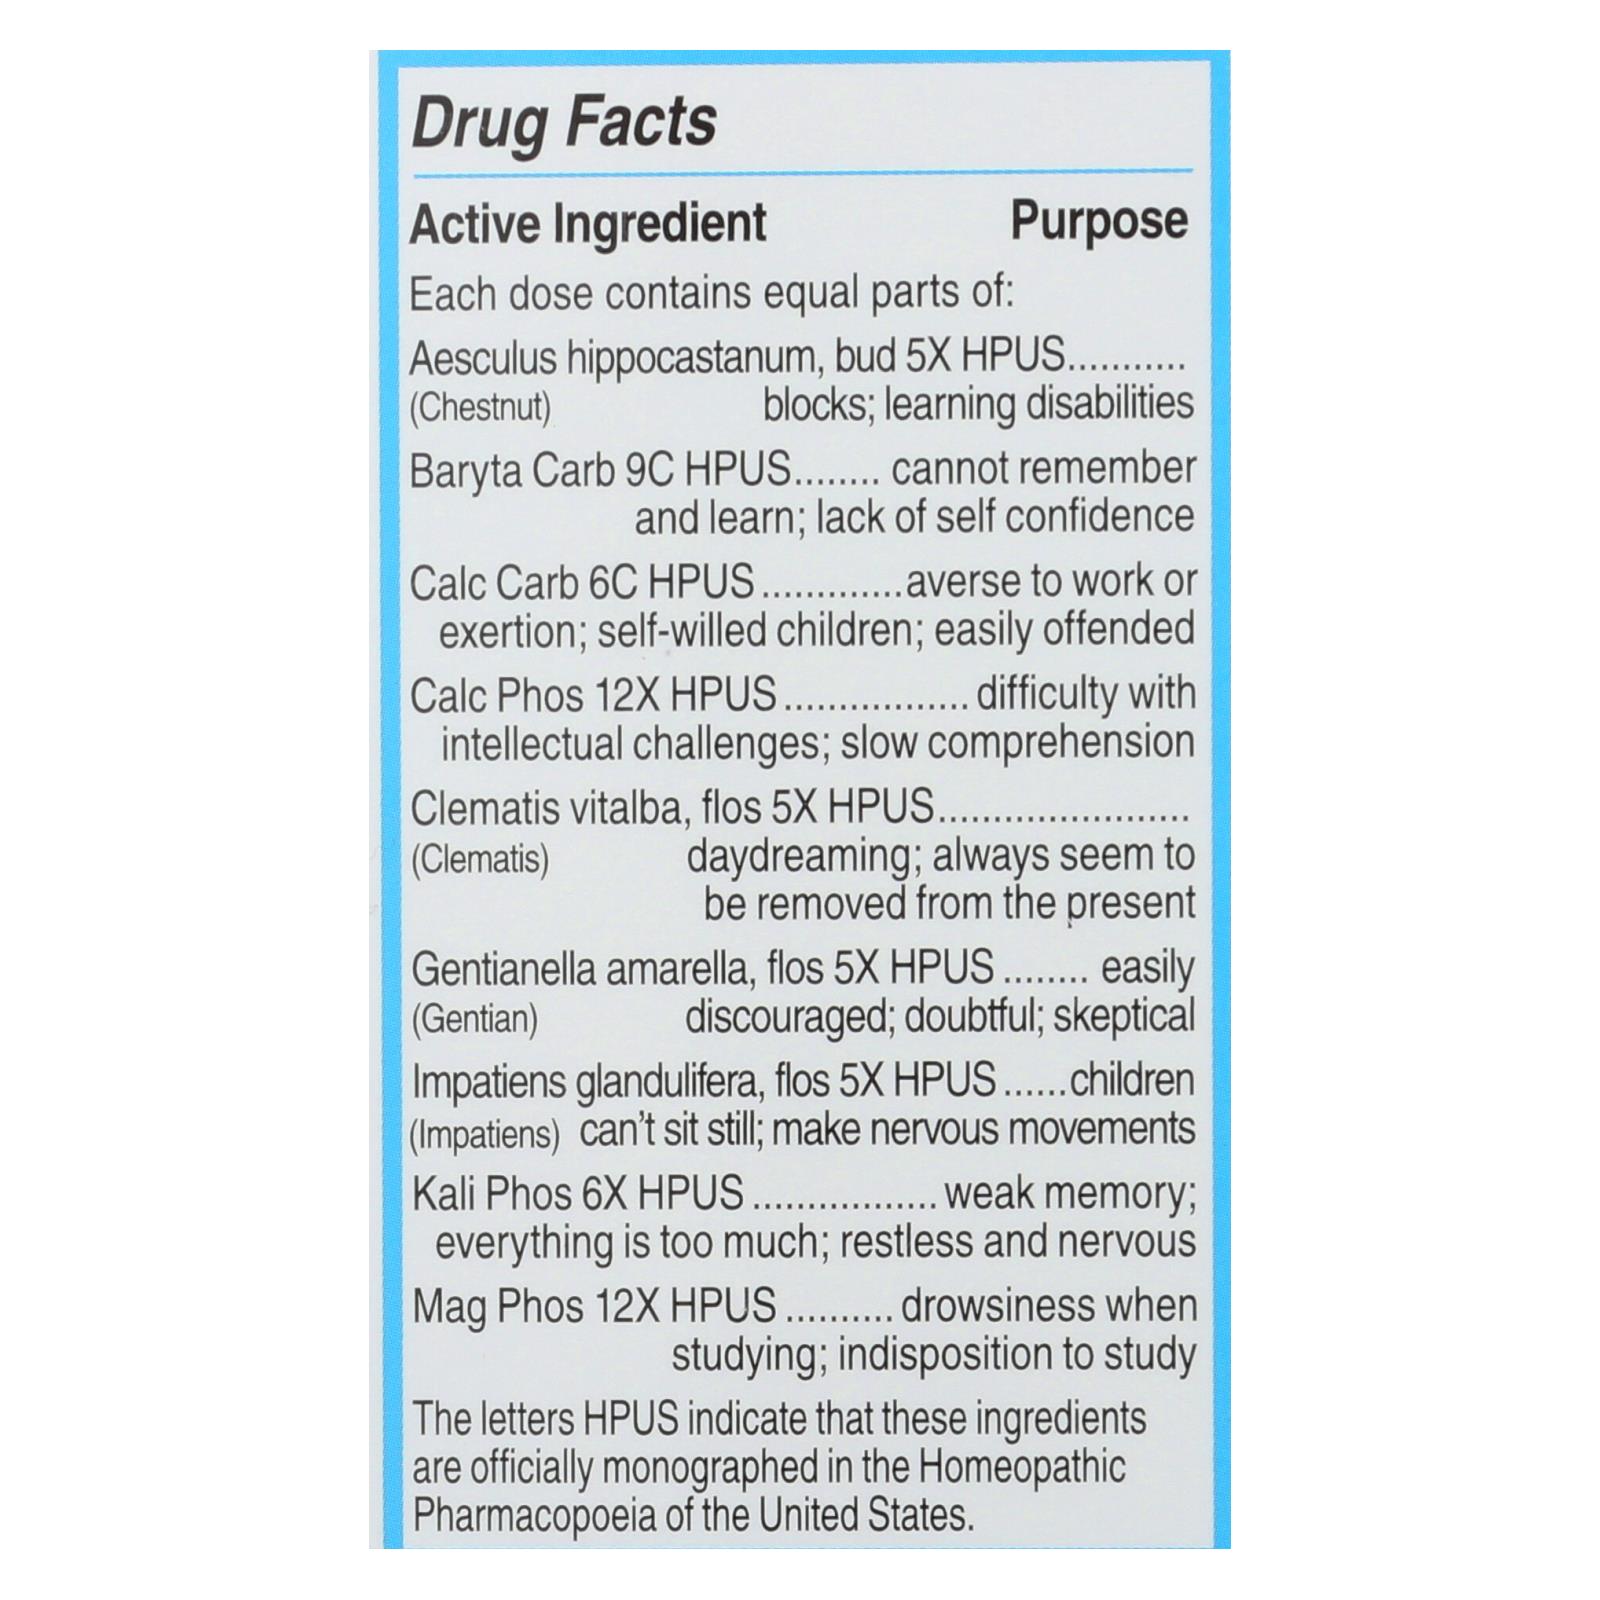 Drug Facts
Active Ingredient Purpose
Each dose contains equal parts of:
Aesculus hippocastanum, bud 5X HPUS...........
(Chestnut) blocks; learning disabilities
Baryta Carb 9C HPUS........ cannot remember
and learn; lack of self confidence
Calc Carb 6C HPUS.............averse to work or
exertion; self-willed children; easily offended
Calc Phos 12X HPUS................. difficulty with
intellectual challenges; slow comprehension
Clematis vitalba, flos 5X HPUS.......................
(Clematis) daydreaming; always seem to
be removed from the present
Gentianella amarella, flos 5X HPUS ........ easily
(Gentian) discouraged; doubtful; skeptical
Impatiens glandulifera, flos 5X HPUS ......children
(Impatiens) can't sit still; make nervous movements
Kali Phos 6X HPUS ................. weak memory;
everything is too much; restless and nervous
Mag Phos 12X HPUS .......... drowsiness when
studying; indisposition to study
The letters HPUS indicate that these ingredients
are officially monographed in the Homeopathic
Pharmacopoeia of the United States.